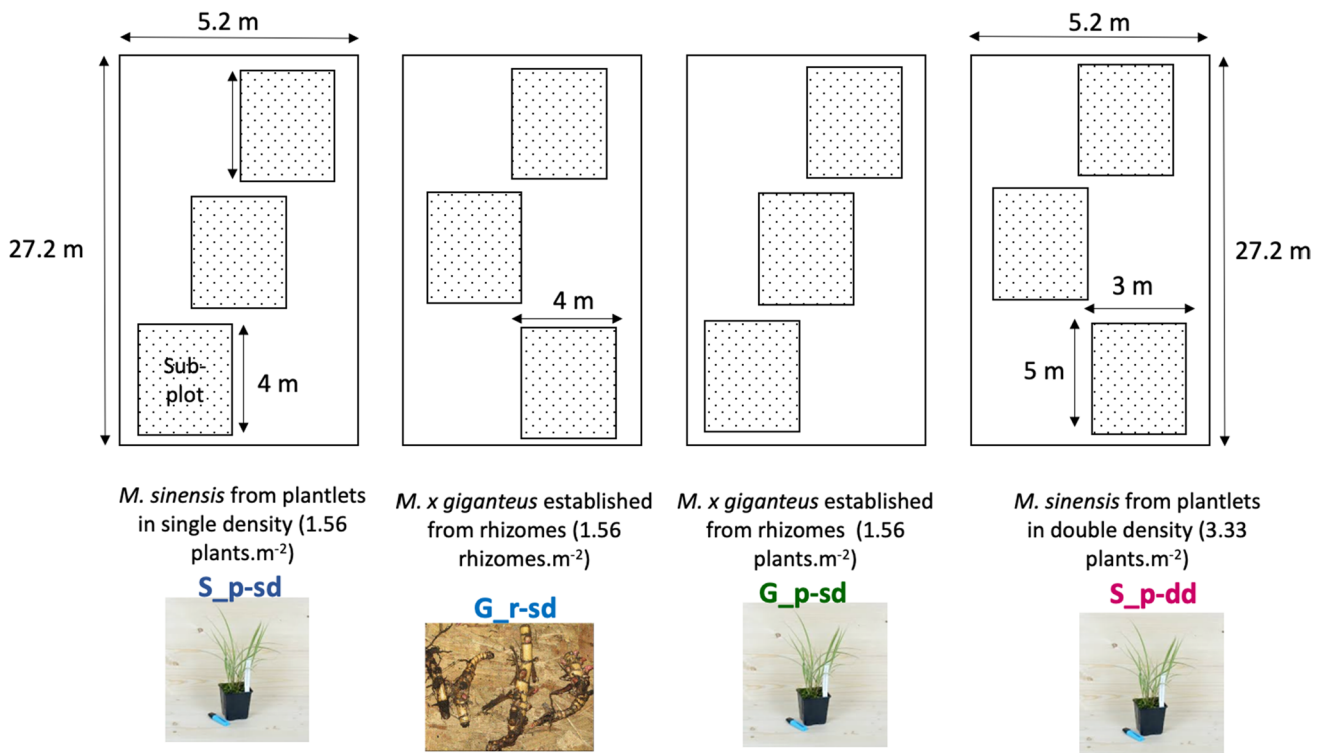 5.2 m
5.2 m
27.2 m
27.2 m
4 m
3 m
Sub-
plot
4 m
5 m
M. sinensis from plantlets
in single density (1.56
plants.m-2)
S_p-sd
M. x giganteus established
from rhizomes (1.56
rhizomes.m-2)
G_r-sd
M. x giganteus established
from rhizomes (1.56
plants.m-2)
G_p-sd
M. sinensis from plantlets
in double density (3.33
plants.m-2)
S_p-dd